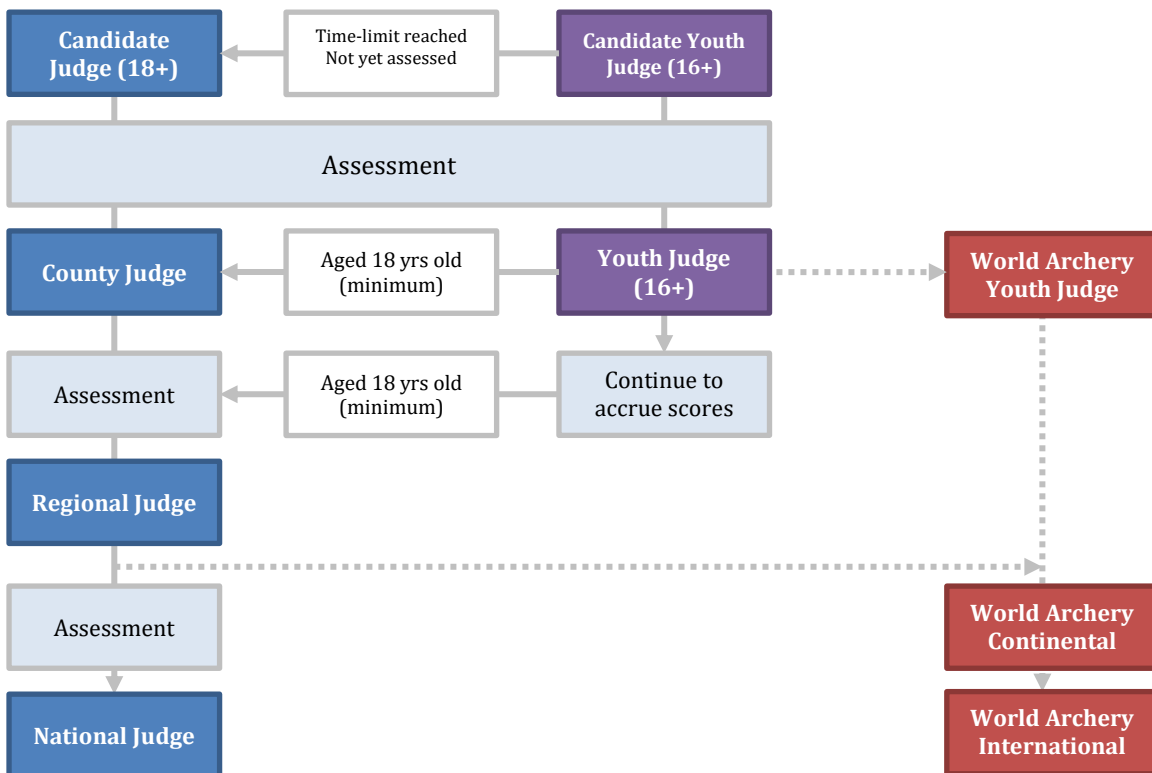 Candidate
Judge (18+)
Time-limit reached
Not yet assessed
Candidate Youth
Judge (16+)
Assessment
County Judge
Aged 18 yrs old
(minimum)
Youth Judge
(16+)
World Archery
Youth Judge
Assessment
Aged 18 yrs old
(minimum)
Continue to
accrue scores
Regional Judge
Assessment
World Archery
Continental
National Judge
World Archery
International